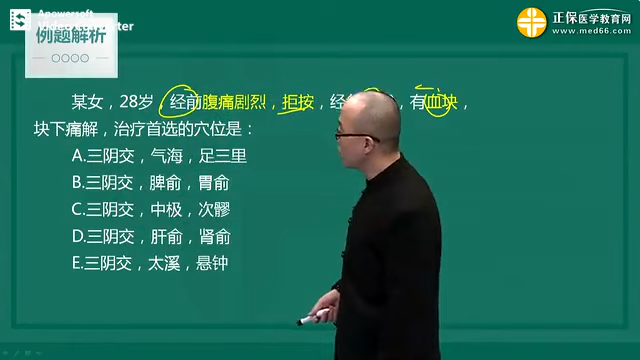 Apowersoft
Video Converter
例题解析
正保医学教育网
www.med66.com
某女，28岁，经前腹痛剧烈，拒按，经，有血块，
块下痛解，治疗首选的穴位是：
A.三阴交，气海，足三里
B.三阴交，脾俞，胃俞
C.三阴交，中极，次髎
D.三阴交，肝俞，肾俞
E.三阴交，太溪，悬钟